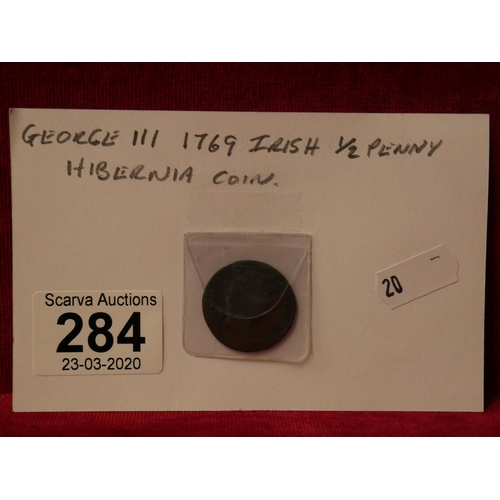 GEORGE III 1769 IRISH ½ PENNY
HIBERNIA COIN.
Scarva Auctions
284
23-03-2020
20